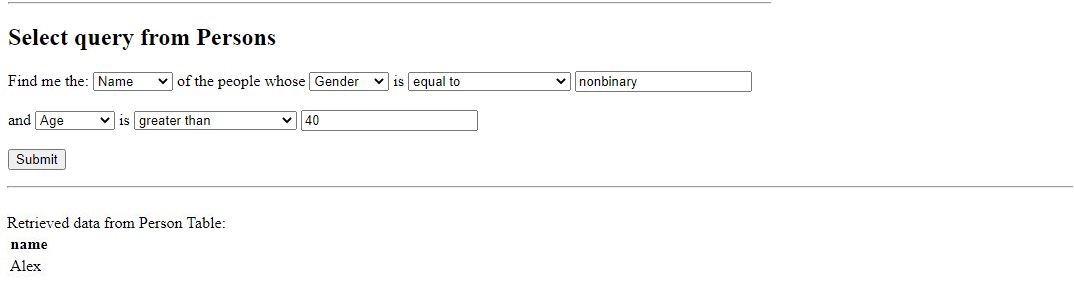 Select query from Persons
Find me the: Name of the people whose Gender is equal to nonbinary
and Age is greater than 40
Submit
Retrieved data from Person Table:
name
Alex